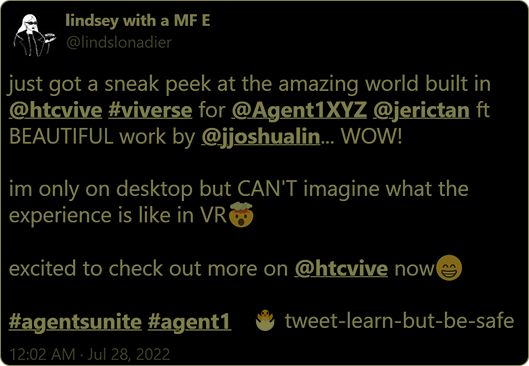 lindsey with a MF E
@lindslonadier
just got a sneak peek at the amazing world built in
@htcvive #viverse for @Agent1XYZ @jerictan ft
BEAUTIFUL work by @jjoshualin... WOW!
im only on desktop but CAN'T imagine what the
experience is like in VR🤯
excited to check out more on @htcvive now😄
#agentsunite #agent1 🐣 tweet-learn-but-be-safe
12:02 AM · Jul 28, 2022